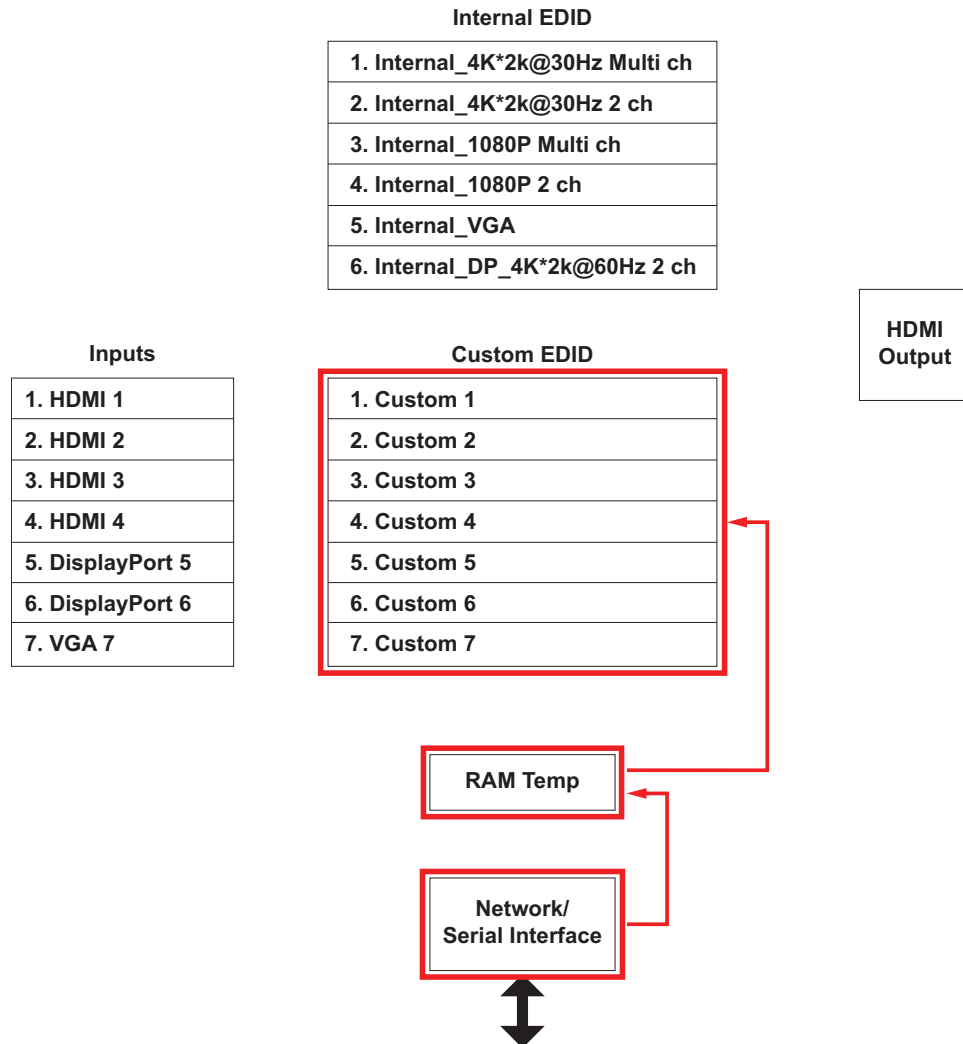 Internal EDID
1. Internal_4K*2k@30Hz Multi ch
2. Internal_4K*2k@30Hz 2 ch
3. Internal_1080P Multi ch
4. Internal_1080P 2 ch
5. Internal_VGA
6. Internal_DP_4K*2k@60Hz 2 ch
HDMI
Output
Inputs
1. HDMI 1
2. HDMI 2
3. HDMI 3
4. HDMI 4
5. DisplayPort 5
6. DisplayPort 6
7. VGA 7
Custom EDID
1. Custom 1
2. Custom 2
3. Custom 3
4. Custom 4
5. Custom 5
6. Custom 6
7. Custom 7
RAM Temp
Network/
Serial Interface